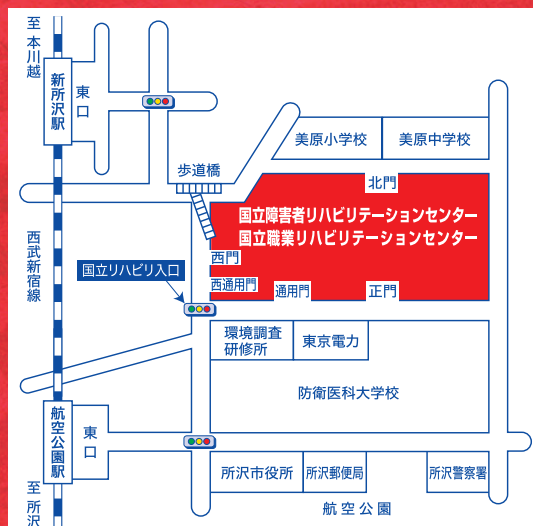 至本川越
新所沢駅
東口
美原小学校
美原中学校
歩道橋
北門
国立障害者リハビリテーションセンター
国立職業リハビリテーションセンター
西武新宿線
西門
国立リハビリ入口
西通用門
通用門
正門
環境調査
研修所
東京電力
防衛医科大学校
航空公園駅
東口
所沢市役所
所沢郵便局
所沢警察署
至所沢
航空公園